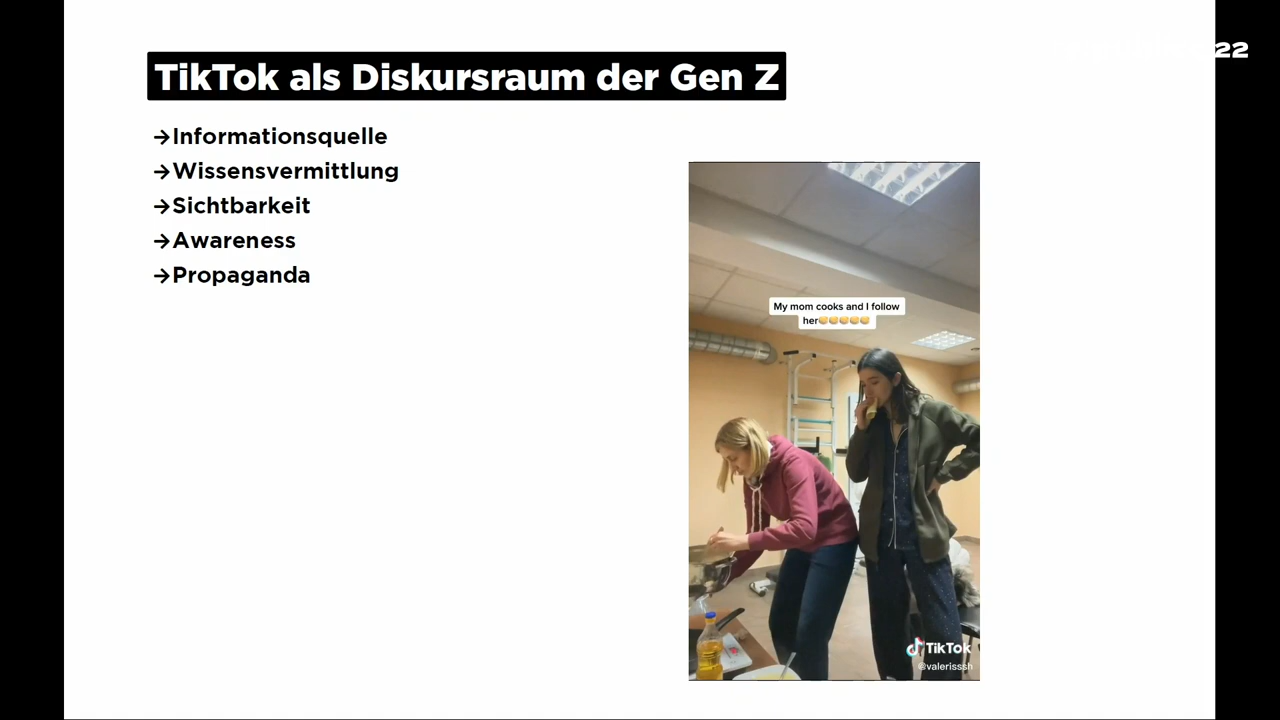 TikTok als Diskursraum der Gen Z
→Informationsquelle
→Wissensvermittlung
→Sichtbarkeit
→Awareness
→Propaganda
My mom cooks and I follow
her
TikTok
@valerisssh